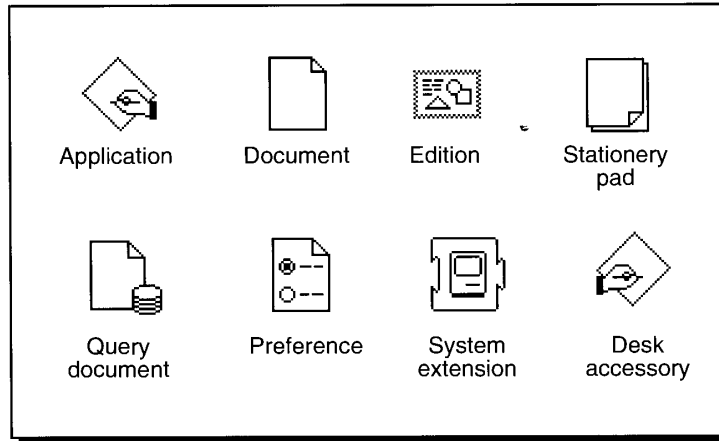 Application
Document
Edition
Stationery
pad
Query
document
Preference
System
extension
Desk
accessory